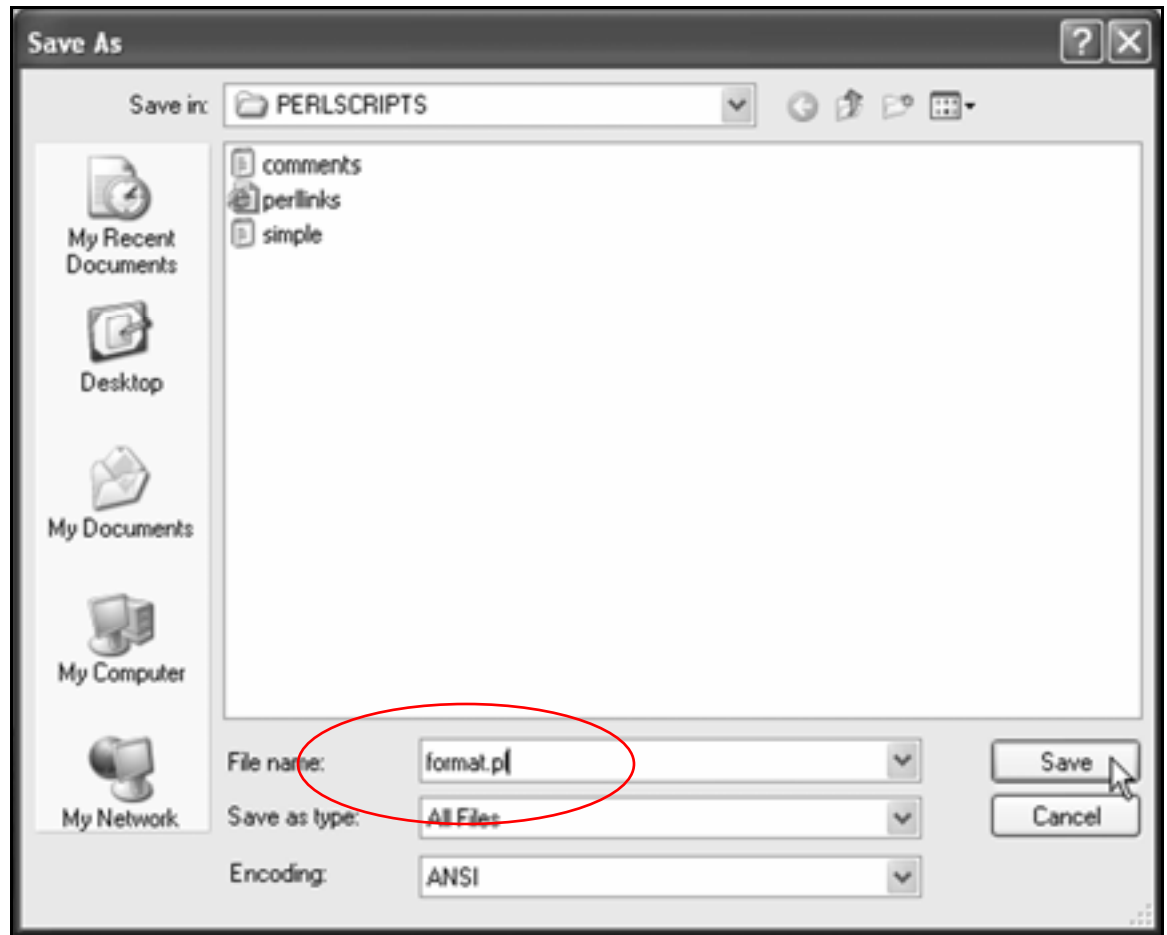 Save As
Save in:
PERLSCRIPTS
comments
perllinks
simple
My Recent
Documents
Desktop
My Documents
My Computer
My Network
File name:
format.pl
Save
Save as type:
All Files
Cancel
Encoding:
ANSI